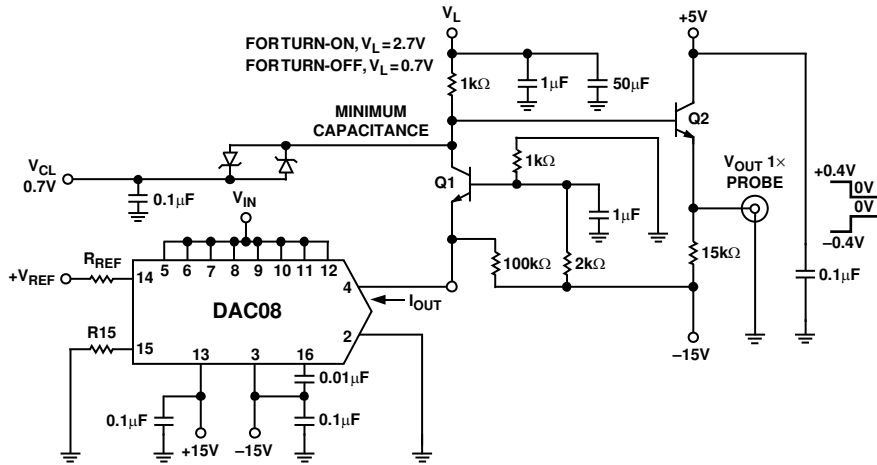 V_L
+5V
FOR TURN-ON, V_L = 2.7V
FOR TURN-OFF, V_L = 0.7V
1kΩ
1μF
50μF
Q2
MINIMUM
CAPACITANCE
V_CL
0.7V
0.1μF
V_IN
Q1
1kΩ
1μF
V_OUT 1×
PROBE
+0.4V
0V
0V
–0.4V
5 6 7 8 9 10 11 12
+V_REF
R_REF
14
DAC08
4
I_OUT
100kΩ
2kΩ
15kΩ
0.1μF
R15
15
2
13
3
16
–15V
0.01μF
0.1μF
0.1μF
+15V
–15V